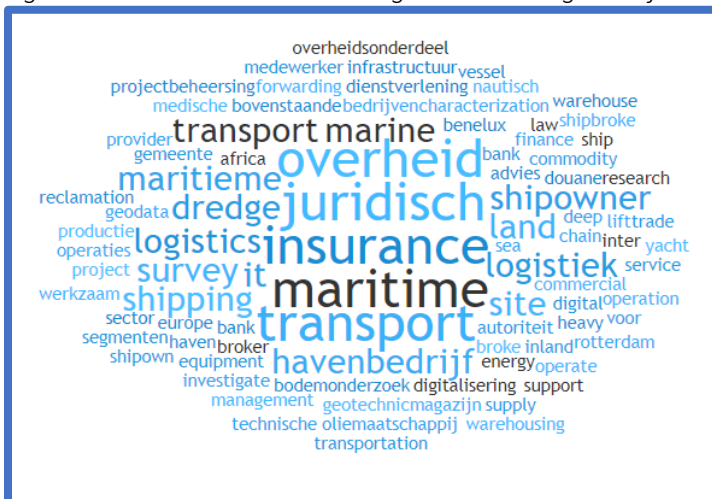 overheidsonderdeel
medewerker infrastructuur vessel
projectbeheersing forwarding dienstverlening nautisch
medische bovenstaande bedrijven characterization warehouse
transport marine benelux law shipbroke
provider finance ship
gemeente africa overheid bank commodity
maritieme advies douane research
reclamation dredge juridisch shipowner
geodata land deep lift trade
productie logistics insurance chain inter yacht
operaties sea
project survey it maritime logistiek service
werkzaam shipping site commercial
digital operation
sector europe bank transport autoriteit heavy voor
segmenten haven broker havenbedrijf broke inland rotterdam
shipown equipment energy operate
investigate bodemonderzoek digitalisering support
management geotechnic magazijn supply
technische oliemaatschappij warehousing
transportation